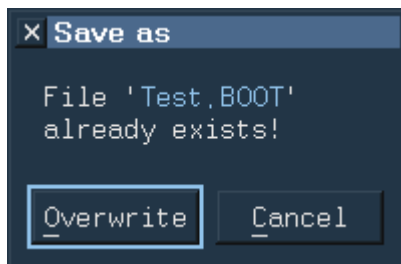 Save as
File 'Test.BOOT'
already exists!
Overwrite
Cancel